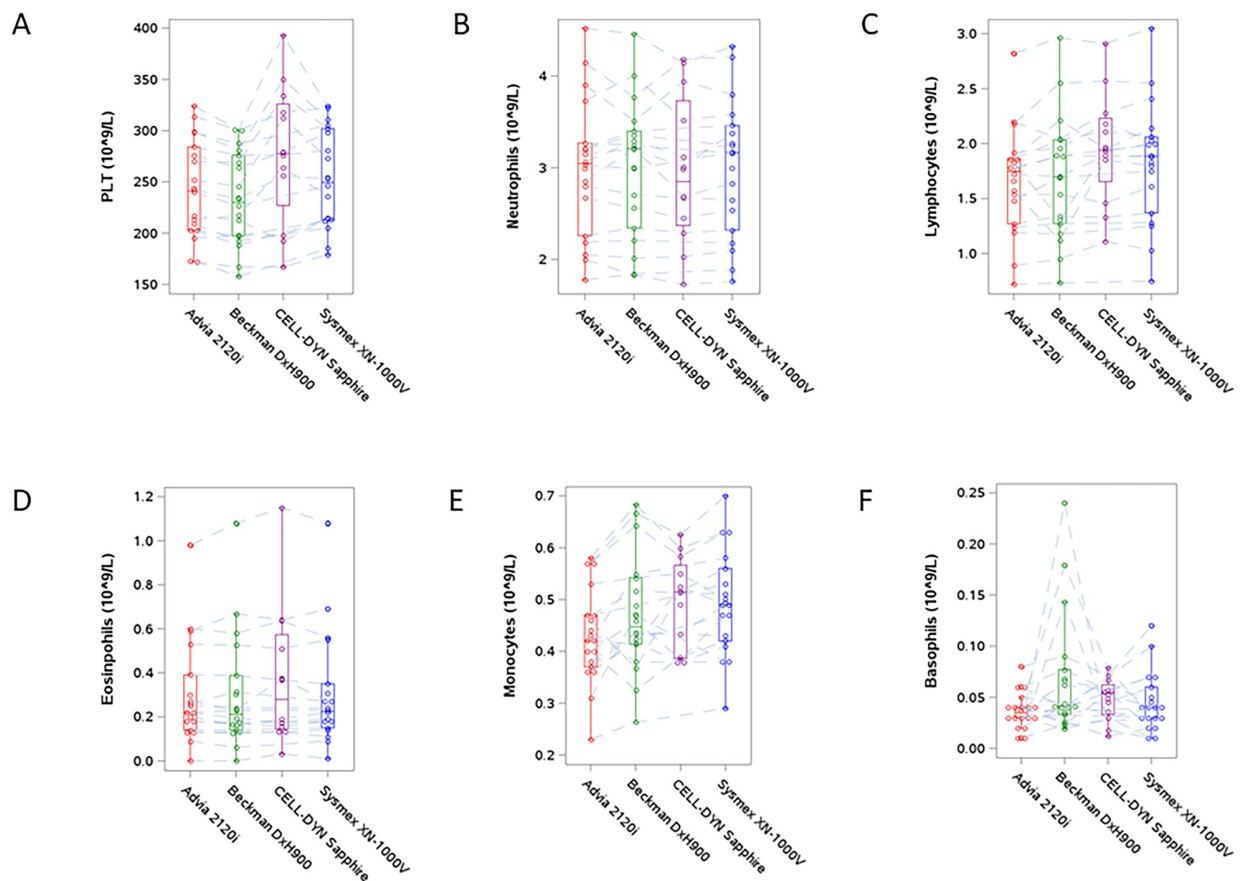 A
PLT (10^9/L)
400
350
300
250
200
150
Advia 2120i
Beckman DxH900
CELL-DYN Sapphire
Sysmex XN-1000V
B
Neutrophils (10^9/L)
4
3
2
Advia 2120i
Beckman DxH900
CELL-DYN Sapphire
Sysmex XN-1000V
C
Lymphocytes (10^9/L)
3.0
2.5
2.0
1.5
1.0
Advia 2120i
Beckman DxH900
CELL-DYN Sapphire
Sysmex XN-1000V
D
Eosinpohils (10^9/L)
1.2
1.0
0.8
0.6
0.4
0.2
0.0
Advia 2120i
Beckman DxH900
CELL-DYN Sapphire
Sysmex XN-1000V
E
Monocytes (10^9/L)
0.7
0.6
0.5
0.4
0.3
0.2
Advia 2120i
Beckman DxH900
CELL-DYN Sapphire
Sysmex XN-1000V
F
Basophils (10^9/L)
0.25
0.20
0.15
0.10
0.05
0.00
Advia 2120i
Beckman DxH900
CELL-DYN Sapphire
Sysmex XN-1000V